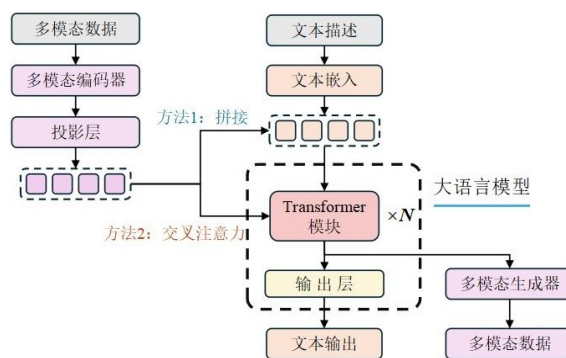 多模态数据
文本描述
多模态编码器
文本嵌入
投影层
方法1：拼接
大语言模型
Transformer
模块
×N
方法2：交叉注意力
输出层
多模态生成器
文本输出
多模态数据